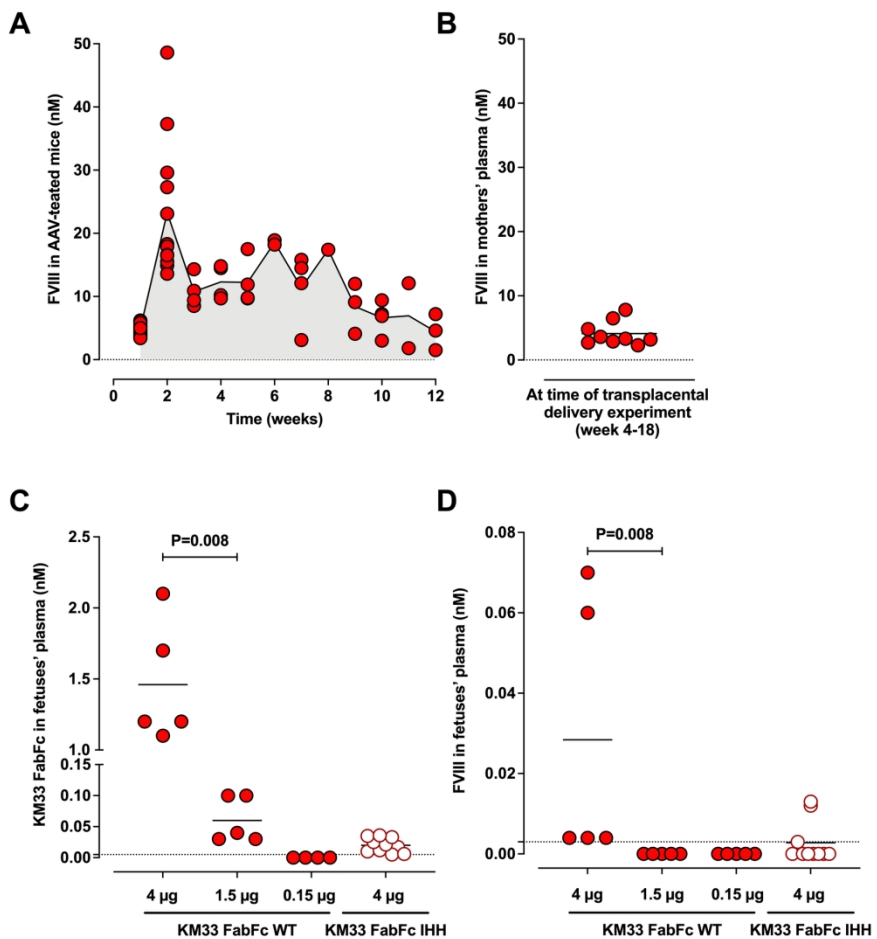 A
FVIII in AAV-teated mice (nM)
50
40
30
20
10
0
0 2 4 6 8 10 12
Time (weeks)
B
FVIII in mothers' plasma (nM)
50
40
30
20
10
0
At time of transplacental
delivery experiment
(week 4-18)
C
KM33 FabFc in fetuses' plasma (nM)
2.5
2.0
1.5
1.0
0.15
0.10
0.05
0.00
P=0.008
4 µg 1.5 µg 0.15 µg 4 µg
KM33 FabFc WT KM33 FabFc IHH
D
FVIII in fetuses' plasma (nM)
0.08
0.06
0.04
0.02
0.00
P=0.008
4 µg 1.5 µg 0.15 µg 4 µg
KM33 FabFc WT KM33 FabFc IHH